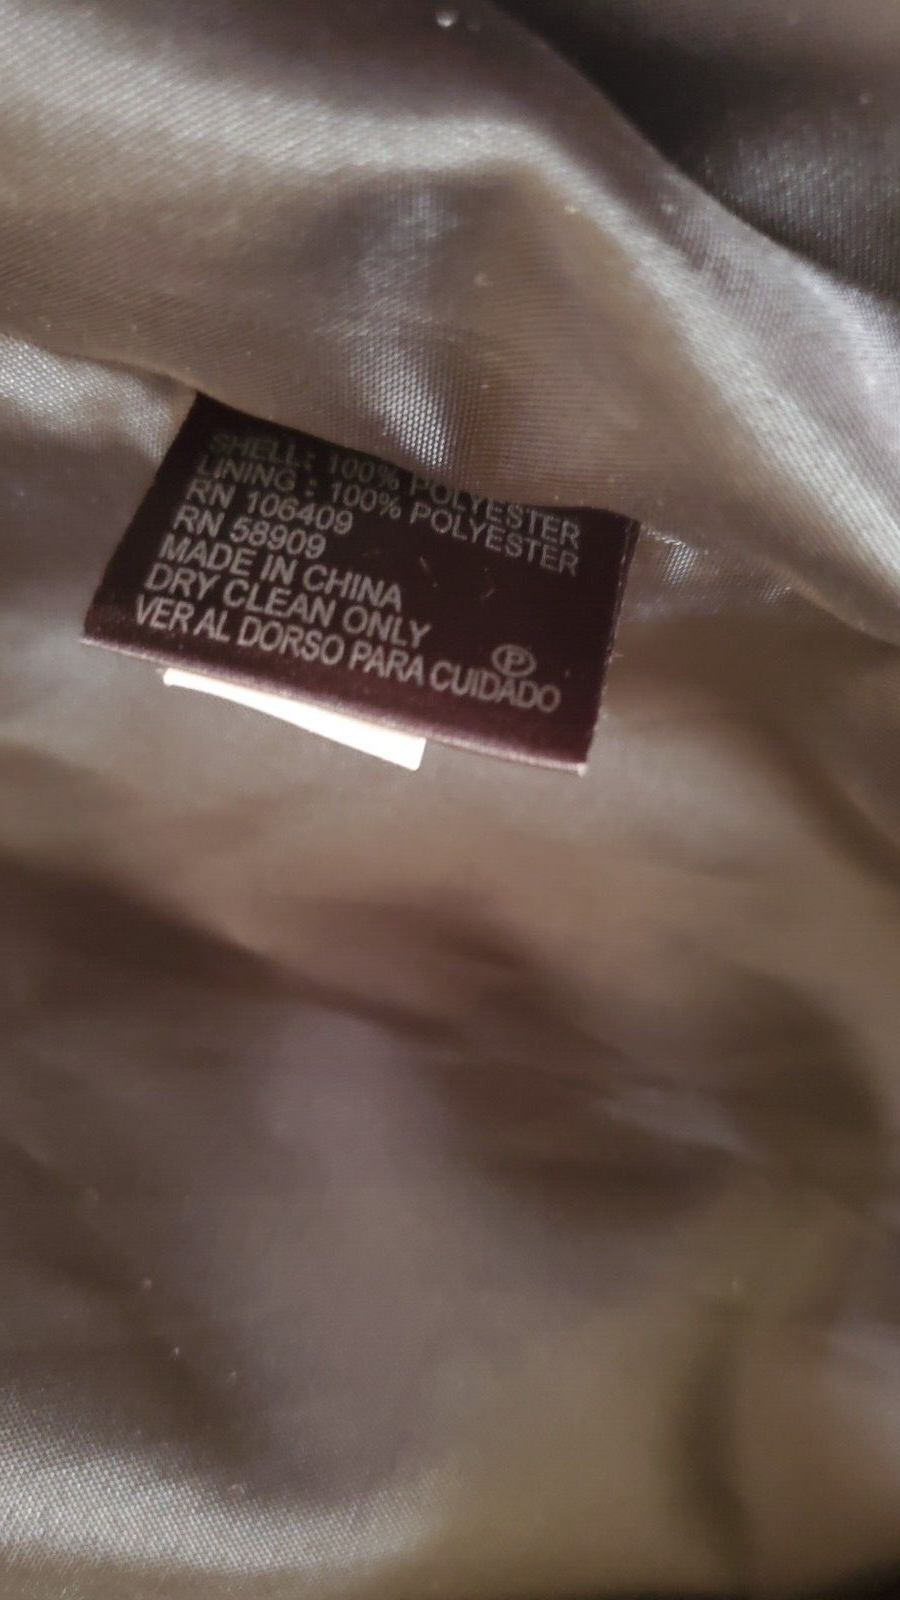 SHELL: 100% POLYESTER
LINING : 100% POLYESTER
RN 106409
RN 58909
MADE IN CHINA
DRY CLEAN ONLY
P
VER AL DORSO PARA CUIDADO